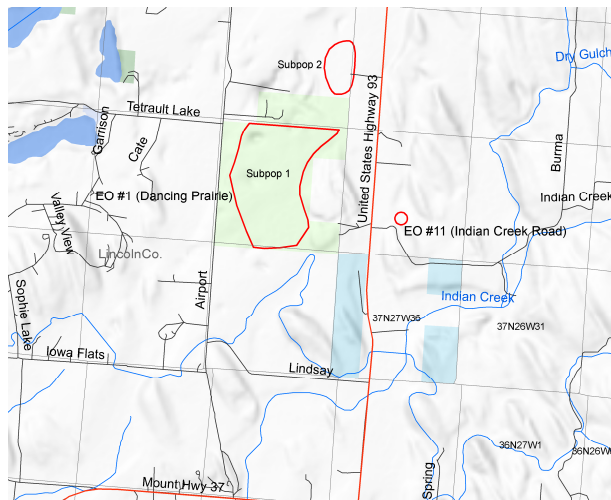 Dry Gulch
Subpop 2
United States Highway 93
Tetrault Lake
Garrison
Cate
Burma
Subpop 1
EO #1 (Dancing Prairie)
Indian Creek
Valley View
EO #11 (Indian Creek Road)
LincolnCo.
Airport
Sophie Lake
Indian Creek
37N27W36
37N26W31
Iowa Flats
Lindsay
36N27W1
36N26W
Spring
Mount Hwy 37